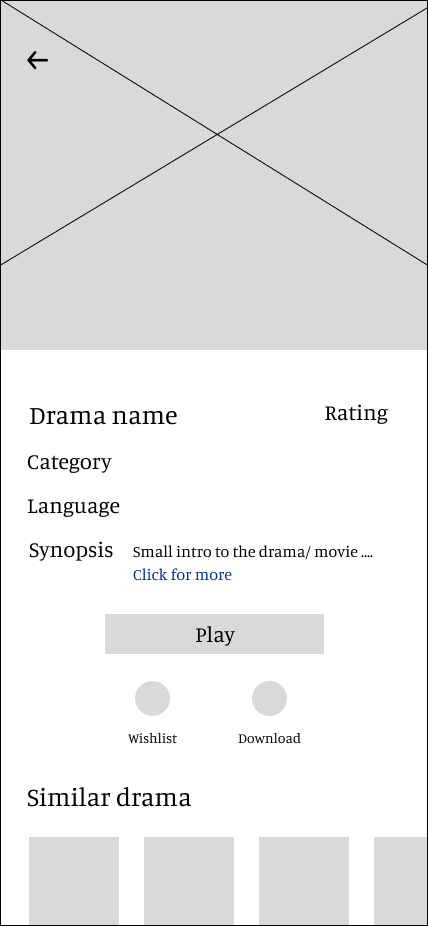 Drama name
Rating
Category
Language
Synopsis
Small intro to the drama/ movie ....
Click for more
Play
Wishlist
Download
Similar drama